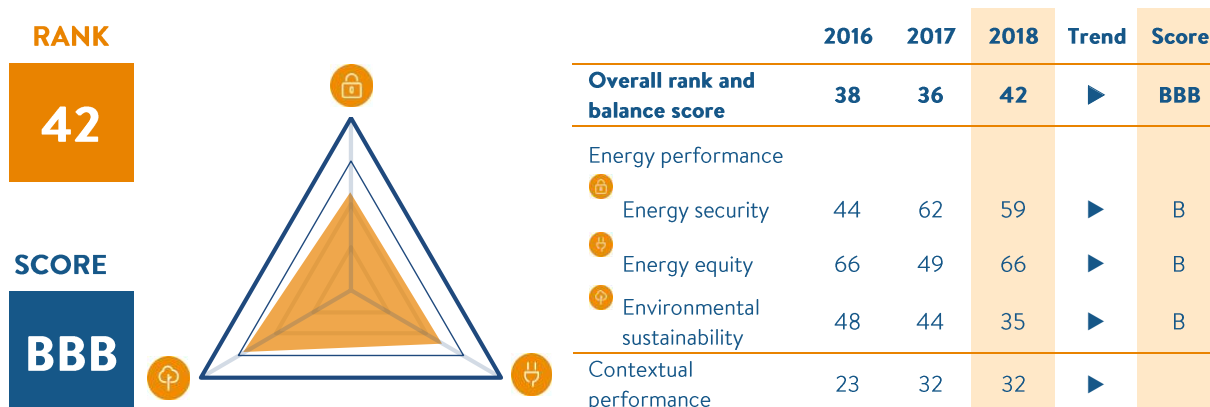 RANK
42
SCORE
BBB
2016 2017 2018 Trend Score
Overall rank and
balance score
38 36 42 BBB
Energy performance
Energy security 44 62 59 B
Energy equity 66 49 66 B
Environmental
sustainability
48 44 35 B
Contextual
performance
23 32 32